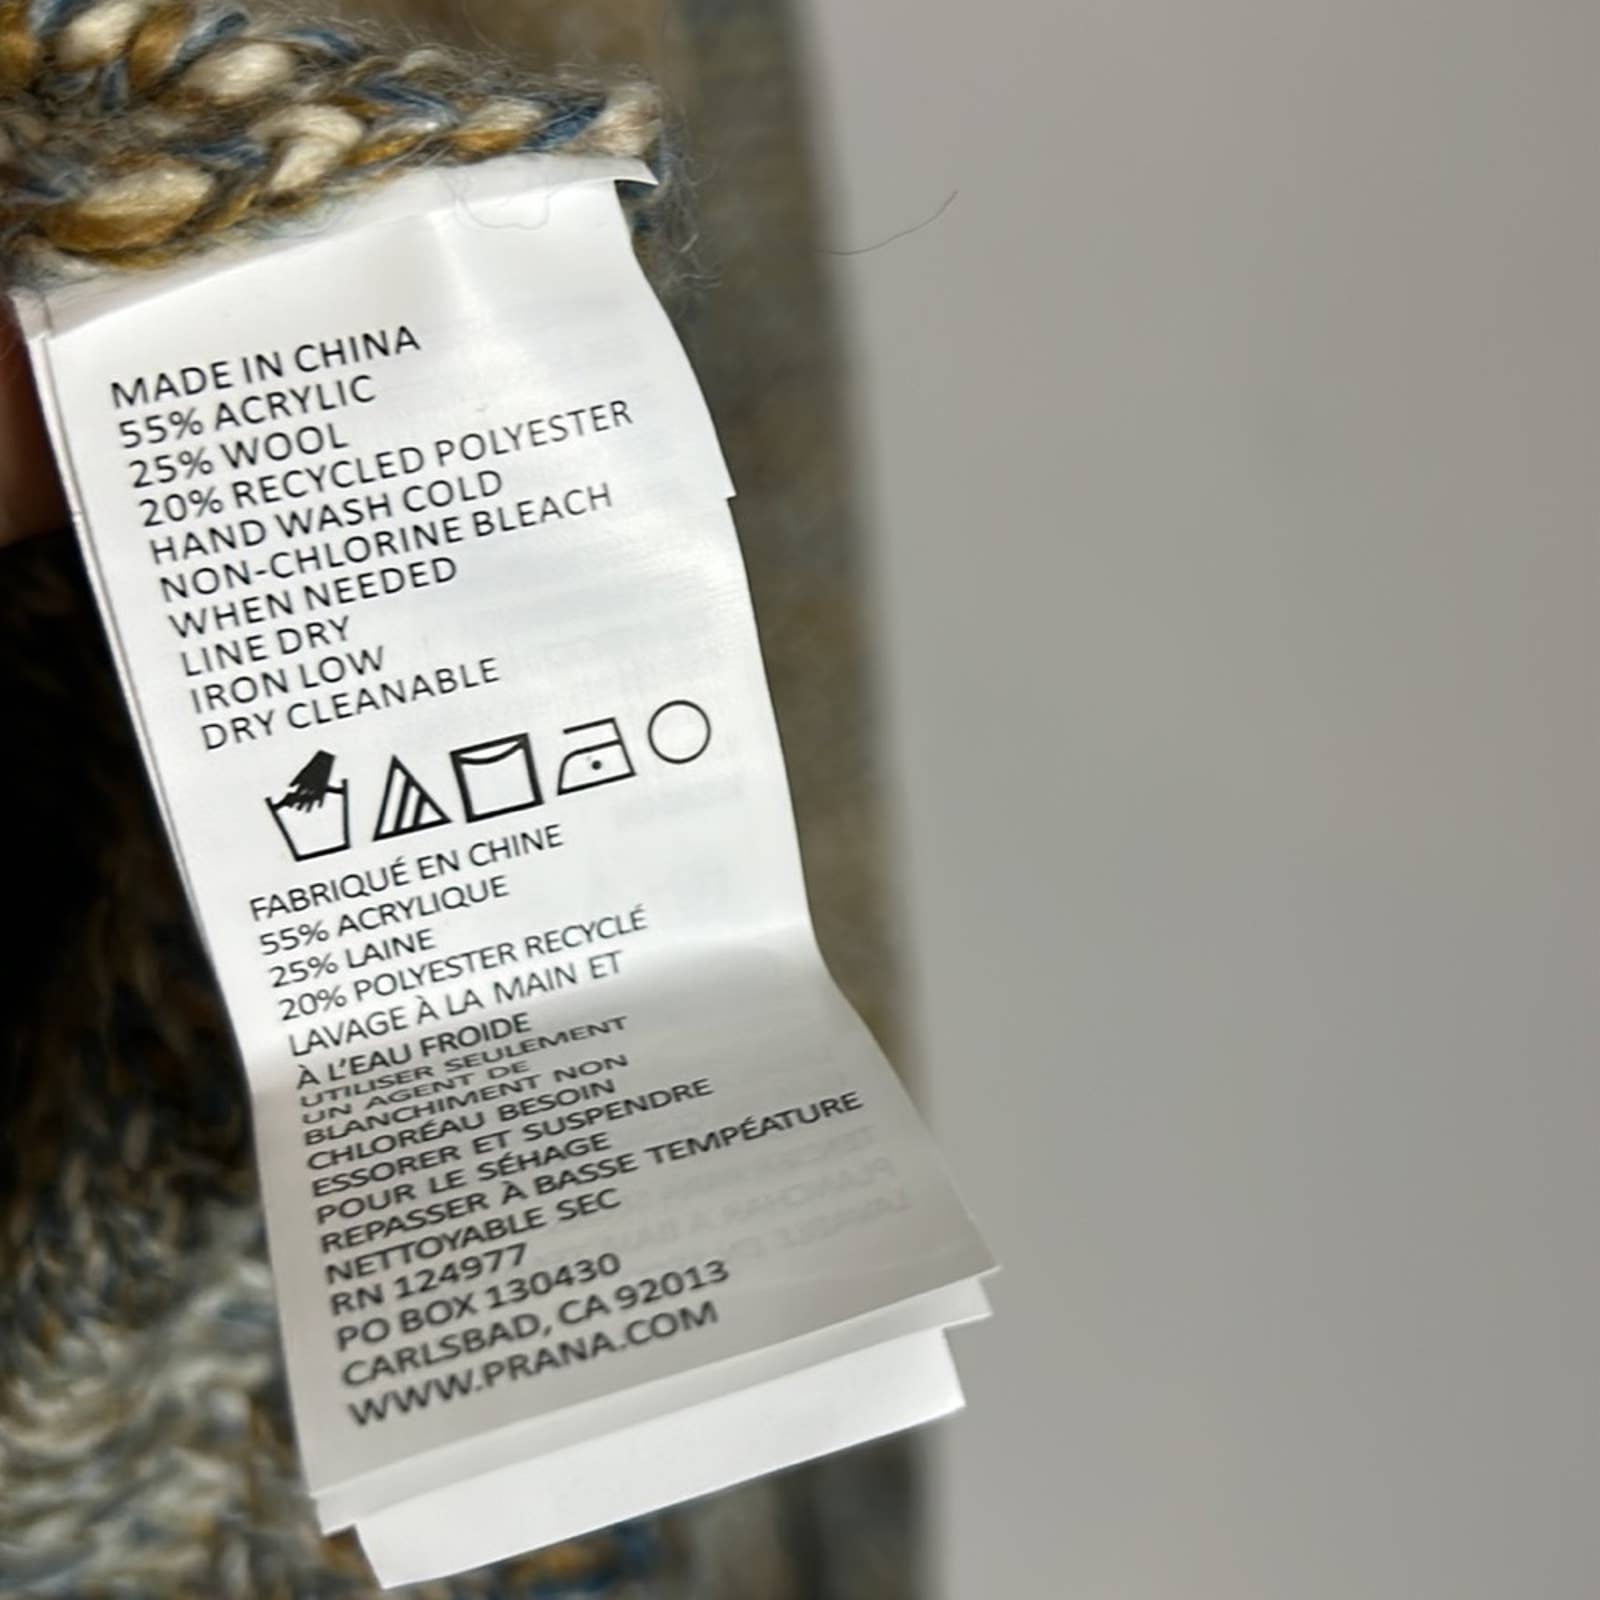 MADE IN CHINA
55% ACRYLIC
25% WOOL
20% RECYCLED POLYESTER
HAND WASH COLD
NON-CHLORINE BLEACH
WHEN NEEDED
LINE DRY
IRON LOW
DRY CLEANABLE
FABRIQUÉ EN CHINE
55% ACRYLIQUE
25% LAINE
20% POLYESTER RECYCLÉ
LAVAGE À LA MAIN ET
À L'EAU FROIDE
UTILISER SEULEMENT
UN AGENT DE
BLANCHIMENT NON
CHLORÉAU BESOIN
ESSORER ET SUSPENDRE
POUR LE SÉHAGE
REPASSER À BASSE TEMPÉATURE
NETTOYABLE SEC
RN 124977
PO BOX 130430
CARLSBAD, CA 92013
WWW.PRANA.COM